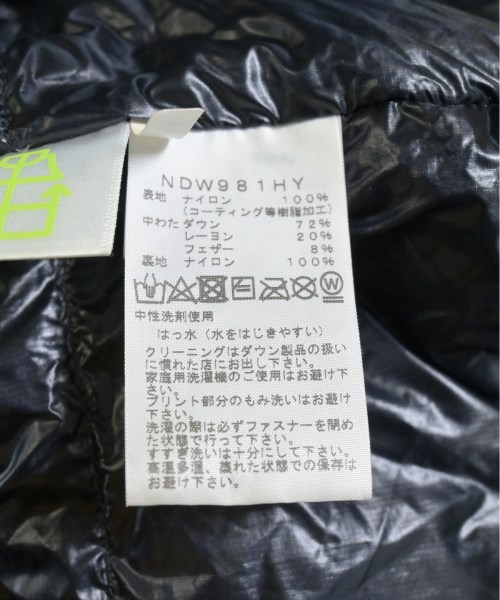 NDW981HY
表地 ナイロン 100%
(コーティング等樹脂加工)
中わた ダウン 72%
レーヨン 20%
フェザー 8%
裏地 ナイロン 100%
中性洗剤使用
はっ水(水をはじきやすい)
クリーニングはダウン製品の扱い
に慣れた店にお出し下さい。
家庭用洗濯機のご使用はお避け下
さい。
プリント部分のもみ洗いはお避け
下さい。
洗濯の際は必ずファスナーを閉め
た状態で行って下さい。
すすぎ洗いは十分にして下さい。
高温多湿、蒸れた状態での保存は
お避け下さい。